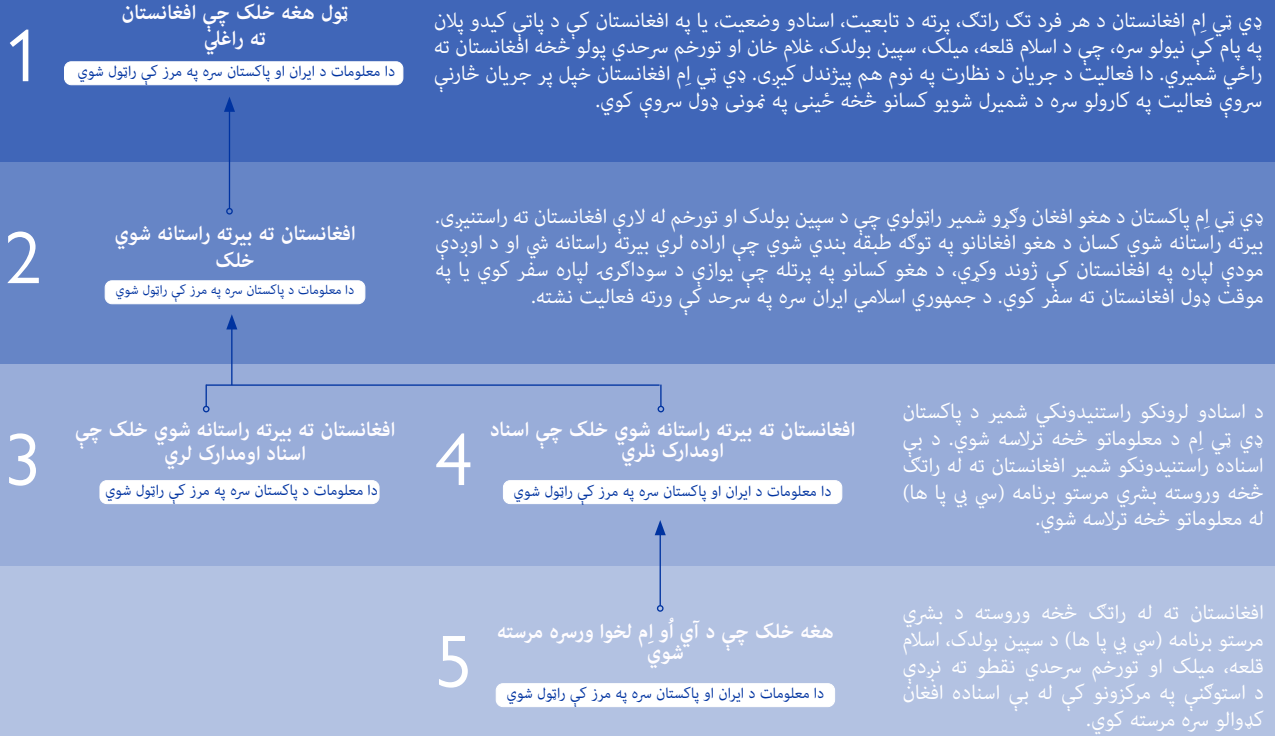 1
ټول هغه خلک چې افغانستان
ته راغلي
دا معلومات د ایران او پاکستان سره په مرز کې راټول شوي
ډي ټي اِم افغانستان د هر فرد تګ راتګ، پرته د تابعیت، اسنادو وضعیت، یا په افغانستان کې د پاتې کیدو پلان
په پام کې نیولو سره، چې د اسلام قلعه، میلک، سپین بولدک، غلام خان او تورخم سرحدي پولو څخه افغانستان ته
راځي شمیري. دا فعالیت د جریان د نظارت په نوم هم پیژندل کیږی. ډي ټي اِم افغانستان خپل پر جریان څارنې
سروې فعالیت په کارولو سره د شمیرل شویو کسانو څخه ځینی په نمونی ډول سروې کوي.
2
افغانستان ته بیرته راستانه شوي
خلک
دا معلومات د پاکستان سره په مرز کې راټول شوي
ډي ټي اِم پاکستان د هغو افغان وګړو شمیر راټولوي چې د سپین بولدک او تورخم له لارې افغانستان ته راستنیږی.
بیرته راستانه شوي کسان د هغو افغانانو په توګه طبقه بندي شوي چې اراده لري بیرته راستانه شي او د اوږدې
مودې لپاره په افغانستان کې ژوند وکړي، د هغو کسانو په پرتله چې یوازې د سوداګرۍ لپاره سفر کوي یا په
موقت ډول افغانستان ته سفر کوي. د جمهوري اسلامي ایران سره په سرحد کې ورته فعالیت نشته.
3
افغانستان ته بیرته راستانه شوي خلک چې
اسناد اومدارک لري
دا معلومات د پاکستان سره په مرز کې راټول شوي
4
افغانستان ته بیرته راستانه شوي خلک چې اسناد
اومدارک نلري
دا معلومات د ایران او پاکستان سره په مرز کې راټول شوي
د اسنادو لرونکو راستنیدونکي شمیر د پاکستان
ډي ټي اِم د معلوماتو څخه ترلاسه شوي. د بې
اسناده راستنیدونکو شمیر افغانستان ته له راتګ
څخه وروسته بشري مرستو برنامه (سي بي پا ها)
له معلوماتو څخه ترلاسه شوي.
5
هغه خلک چې د آی اُو اِم لخوا ورسره مرسته
شوي
دا معلومات د ایران او پاکستان سره په مرز کې راټول شوي
افغانستان ته له راتګ څخه وروسته د بشري
مرستو برنامه (سي بي پا ها) د سپین بولدک، اسلام
قلعه، میلک او تورخم سرحدي نقطو ته نږدې
د استوګنې په مرکزونو کې له بې اسناده افغان
کډوالو سره مرسته کوي.